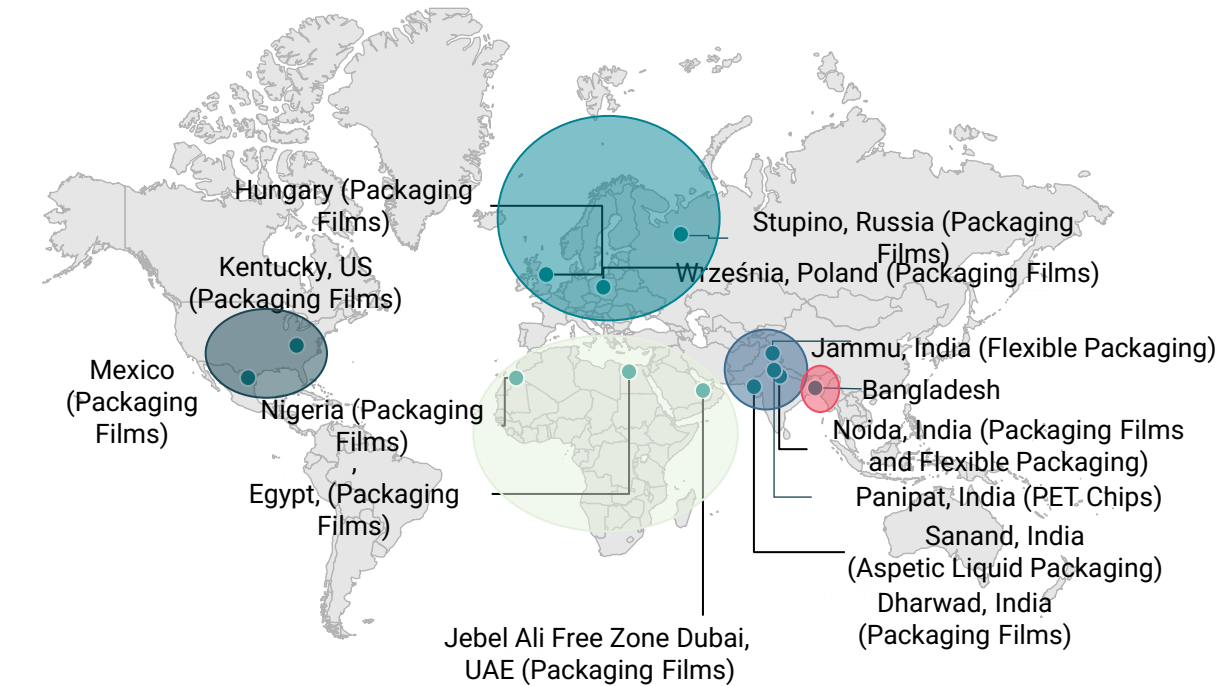 Hungary (Packaging
Films)
Stupino, Russia (Packaging
Films)
Kentucky, US
(Packaging Films)
Września, Poland (Packaging Films)
Jammu, India (Flexible Packaging)
Mexico
(Packaging
Films)
Bangladesh
Nigeria (Packaging
Films)
,
Noida, India (Packaging Films
and Flexible Packaging)
Egypt, (Packaging
Films)
Panipat, India (PET Chips)
Sanand, India
(Aspetic Liquid Packaging)
Dharwad, India
(Packaging Films)
Jebel Ali Free Zone Dubai,
UAE (Packaging Films)